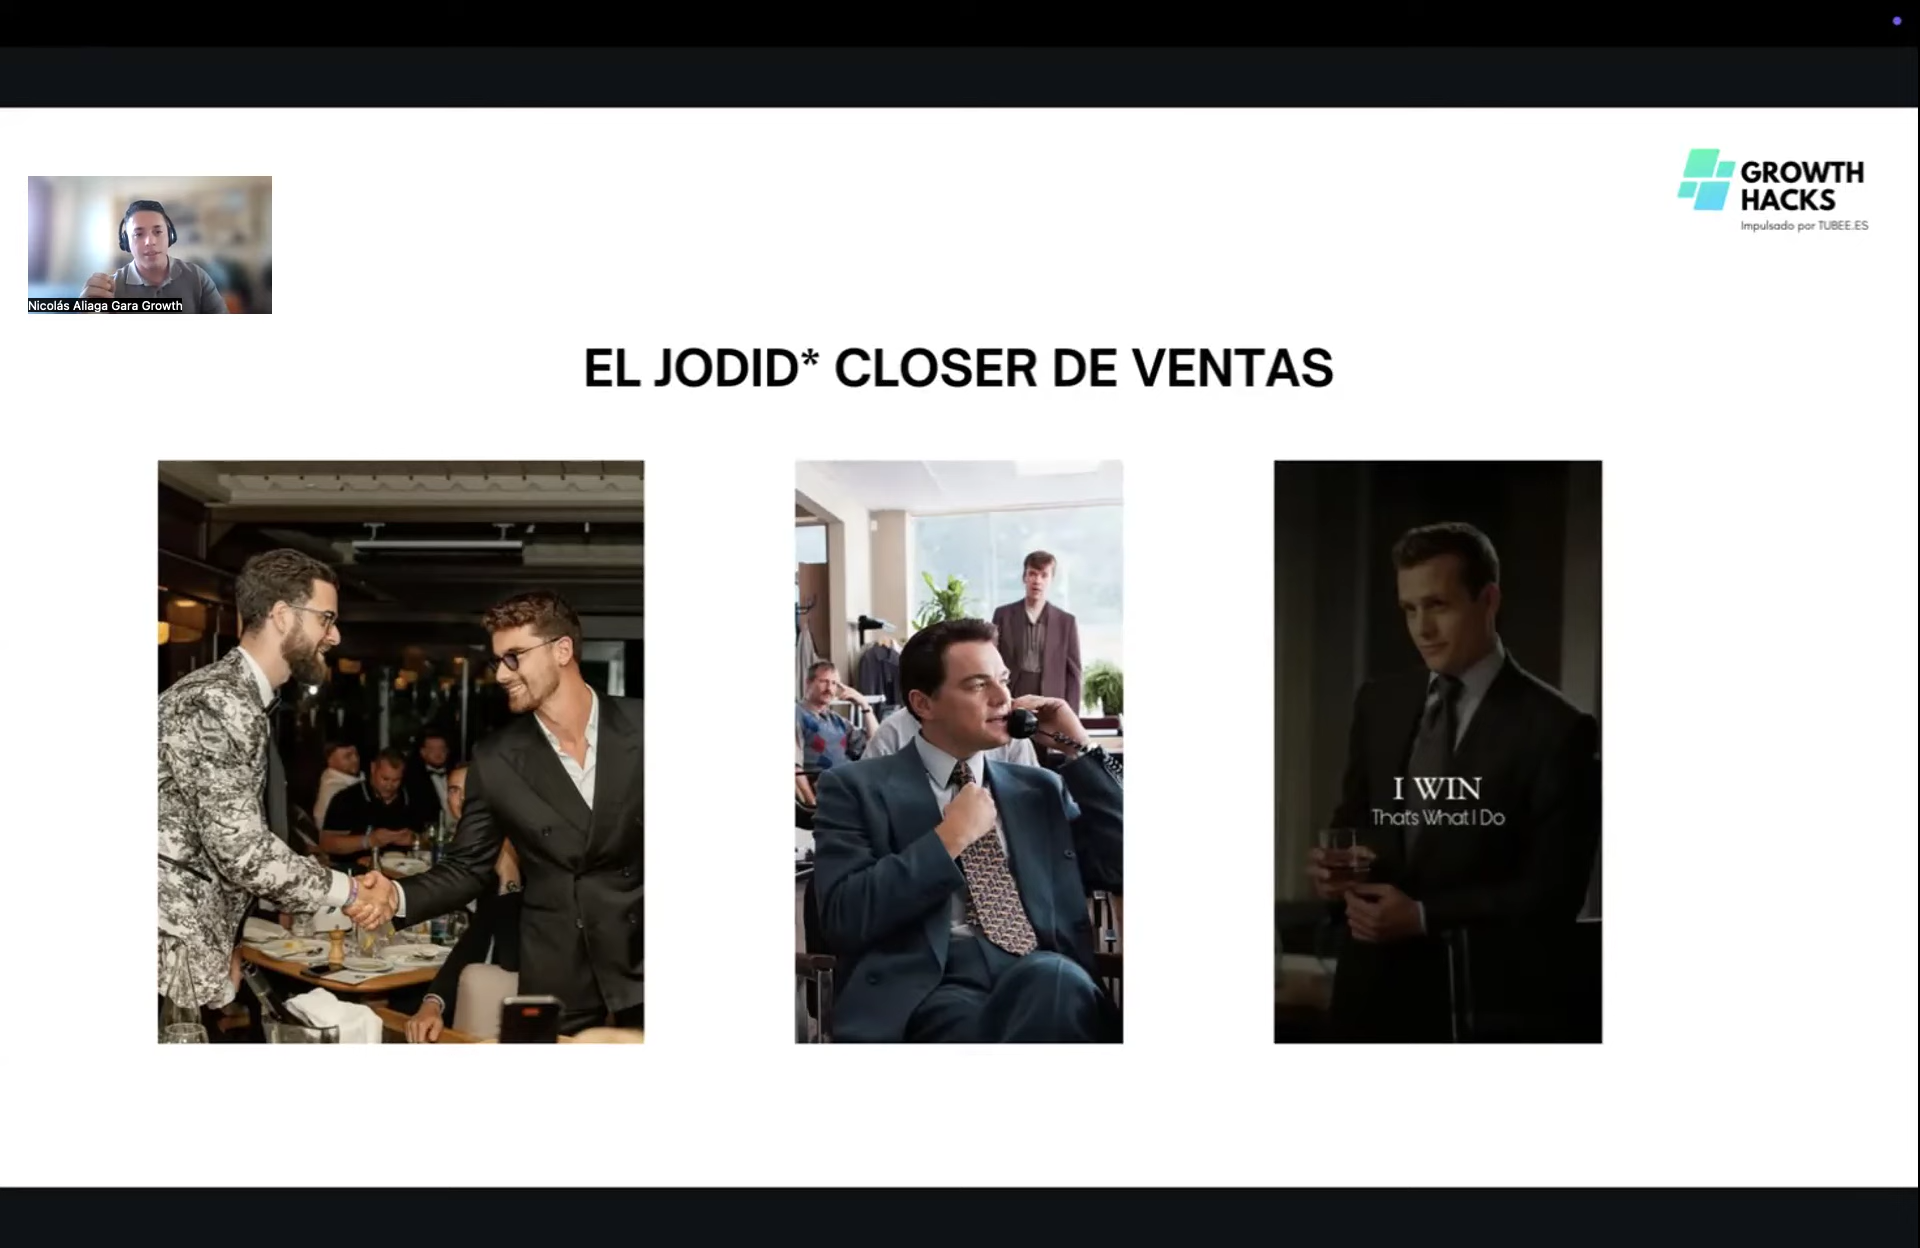 GROWTH
HACKS
Impulsado por TUBEE.ES
Nicolás Aliaga Gara Growth
EL JODID* CLOSER DE VENTAS
I WIN
That's What I Do